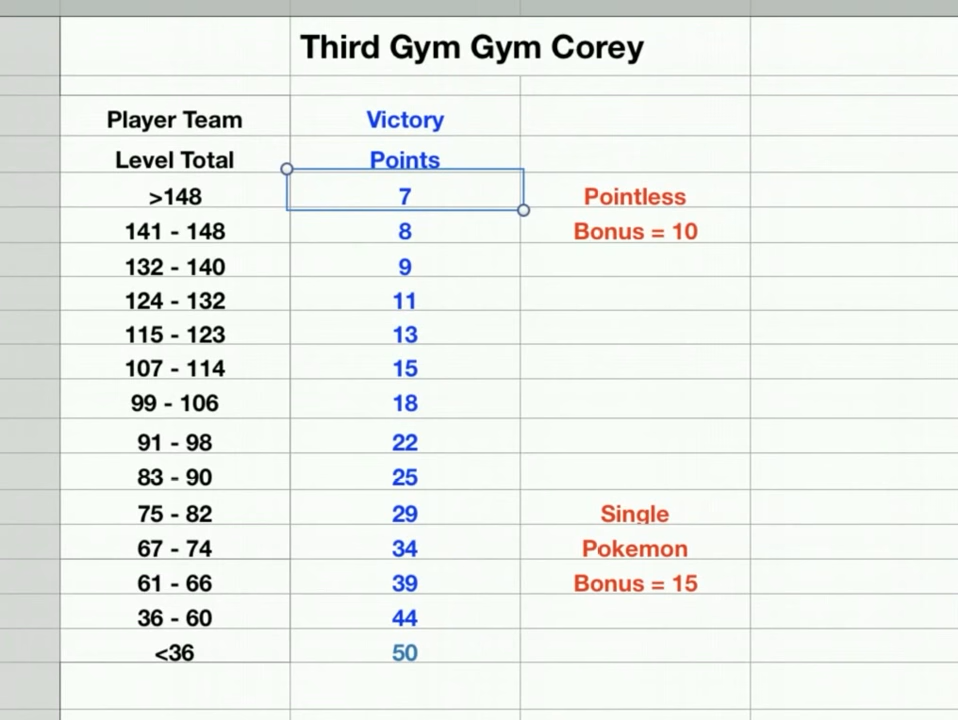 Third Gym Gym Corey
Player Team Victory
Level Total Points
>148 7 Pointless
141 - 148 8 Bonus = 10
132 - 140 9
124 - 132 11
115 - 123 13
107 - 114 15
99 - 106 18
91 - 98 22
83 - 90 25
75 - 82 29 Single
67 - 74 34 Pokemon
61 - 66 39 Bonus = 15
36 - 60 44
<36 50